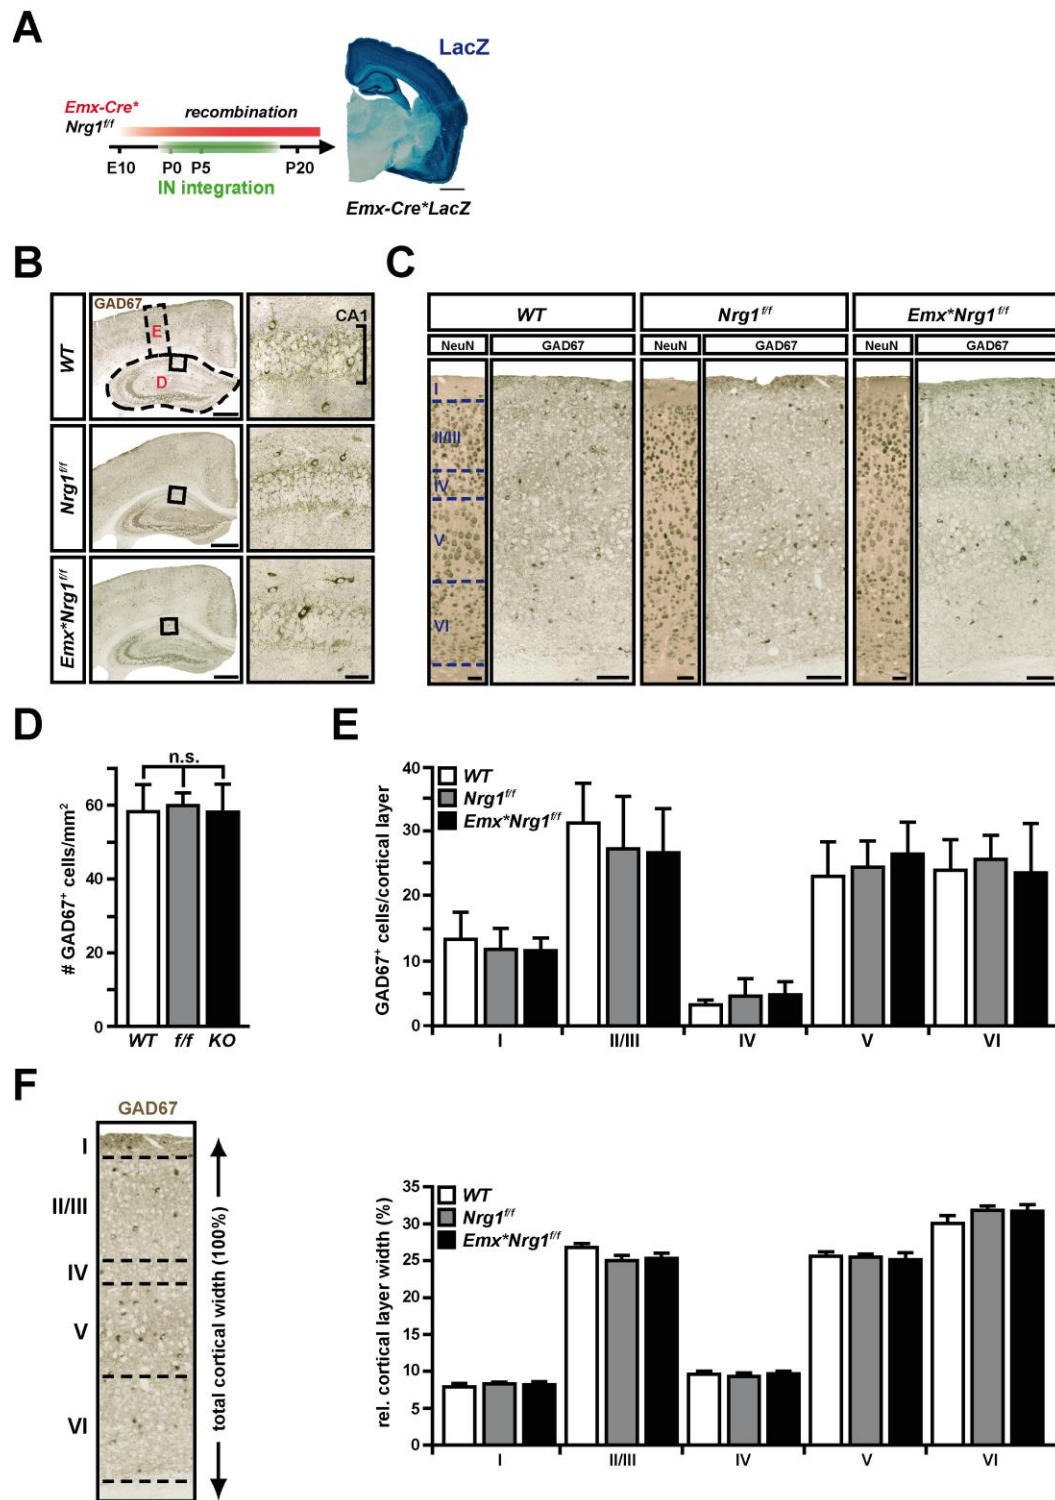 A
LacZ
Emx-Cre*
Nrg1f/f
recombination
E10 P0 P5 P20
IN integration
Emx-Cre*LacZ
B
GAD67
WT
E
D
CA1
Nrg1f/f
Emx*Nrg1f/f
C
WT Nrg1f/f Emx*Nrg1f/f
NeuN GAD67 NeuN GAD67 NeuN GAD67
I
II/III
IV
V
VI
D
n.s.
# GAD67+ cells/mm2
60
40
20
0
WT f/f KO
E
GAD67+ cells/cortical layer
40
30
20
10
0
WT
Nrg1f/f
Emx*Nrg1f/f
I II/III IV V VI
F
GAD67
I
II/III
IV
V
VI
total cortical width (100%)
rel. cortical layer width (%)
35
30
25
20
15
10
5
0
WT
Nrg1f/f
Emx*Nrg1f/f
I II/III IV V VI